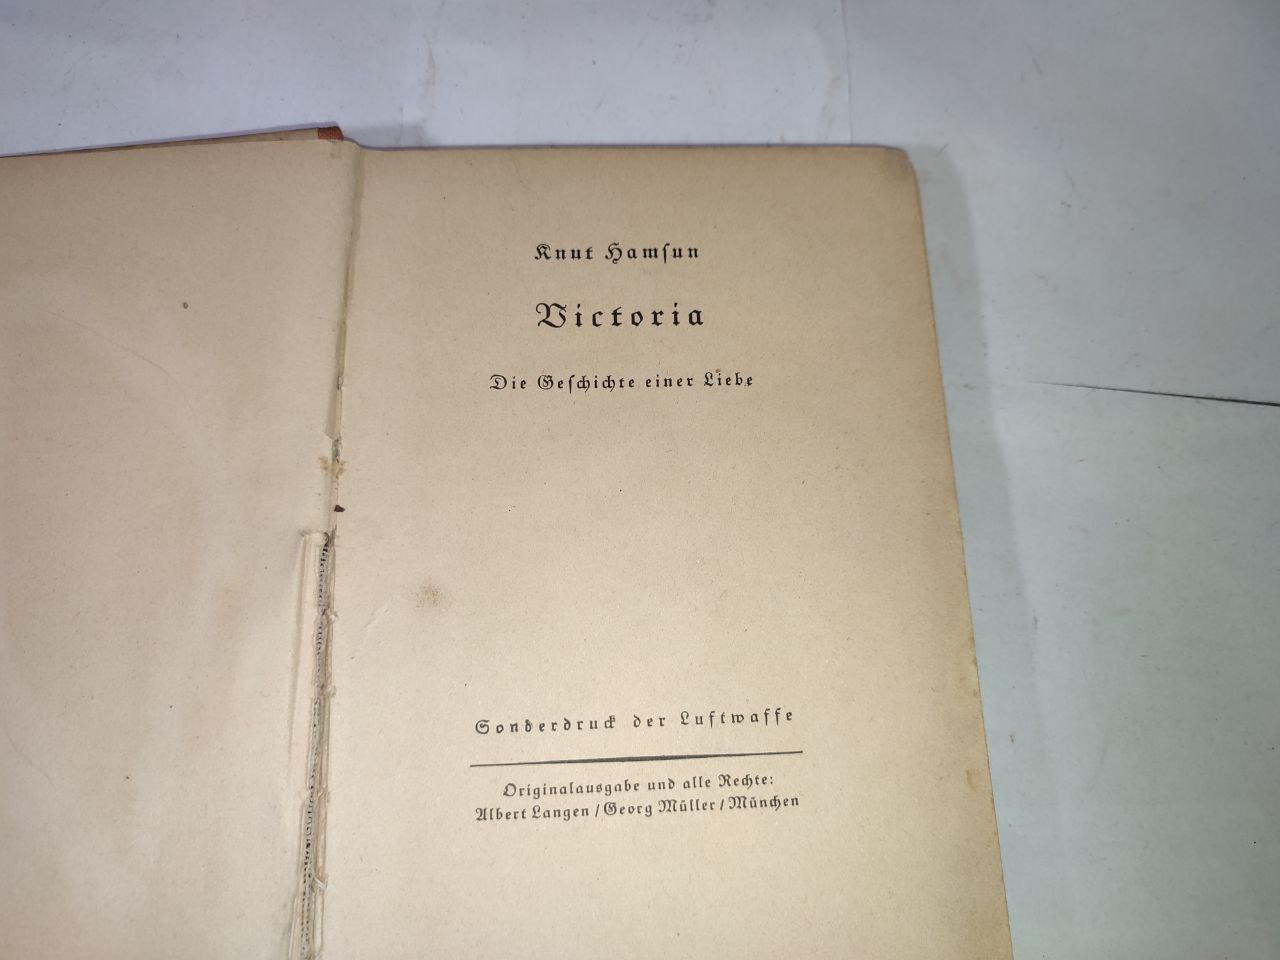 Knut Hamſun
Victoria
Die Geſchichte einer Liebe
Sonderdruck der Luftwaffe
Originalausgabe und alle Rechte:
Albert Langen / Georg Müller / München